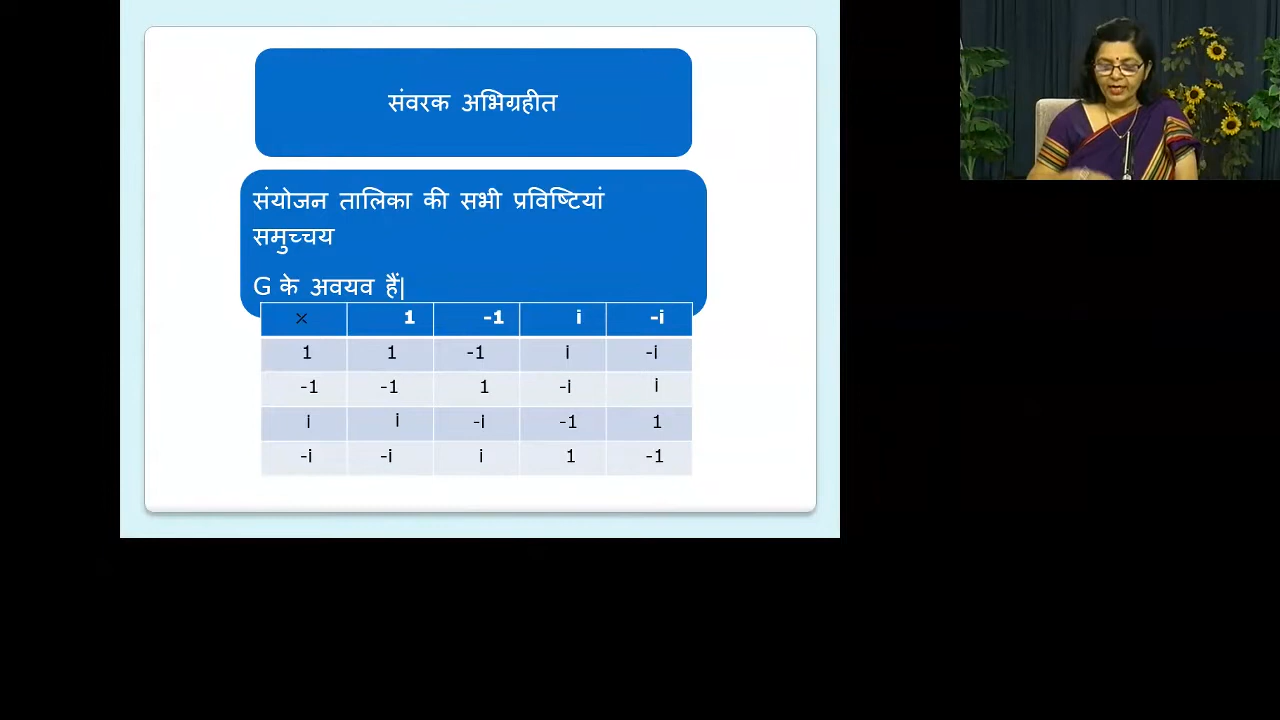 संवरक अभिग्रहीत
संयोजन तालिका की सभी प्रविष्टियां
समुच्चय
G के अवयव हैं|
× 1 -1 i -i
1 1 -1 i -i
-1 -1 1 -i i
i i -i -1 1
-i -i i 1 -1